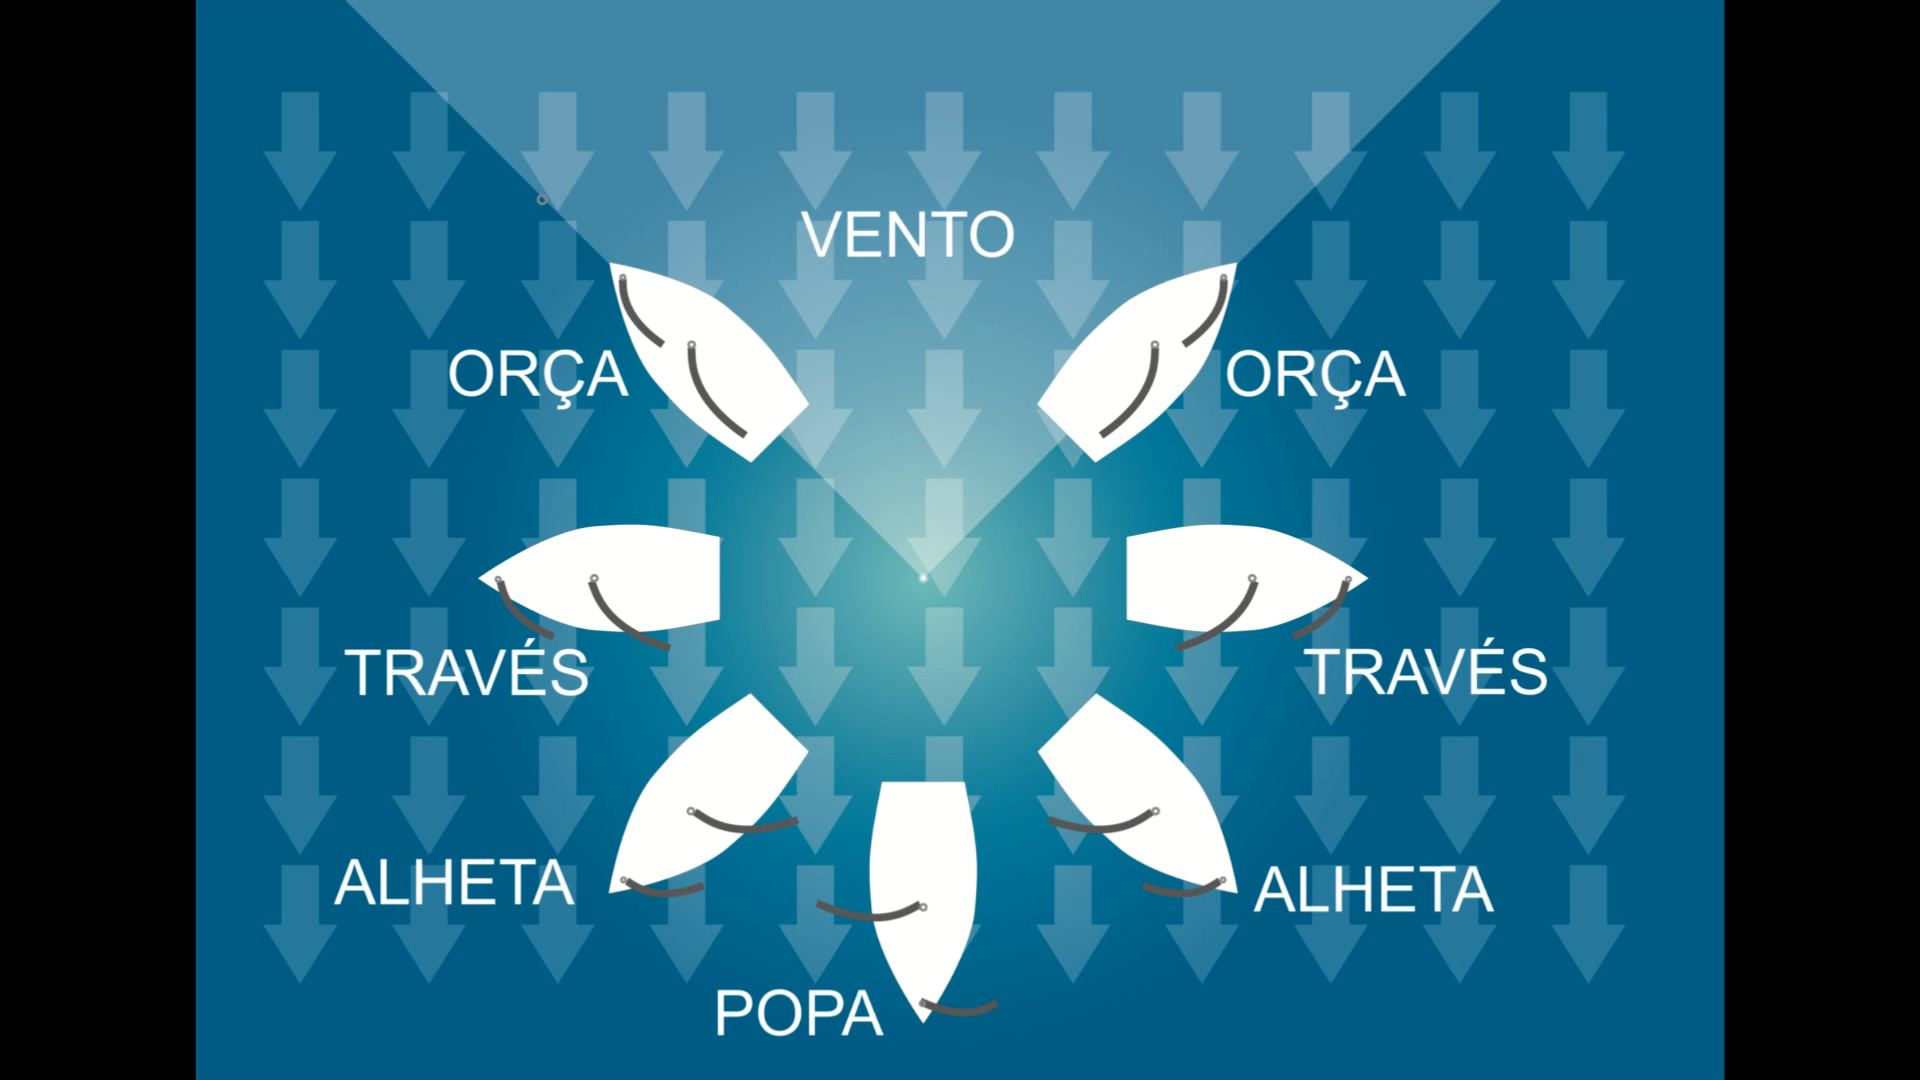 VENTO
ORÇA
ORÇA
TRAVÉS
TRAVÉS
ALHETA
ALHETA
POPA